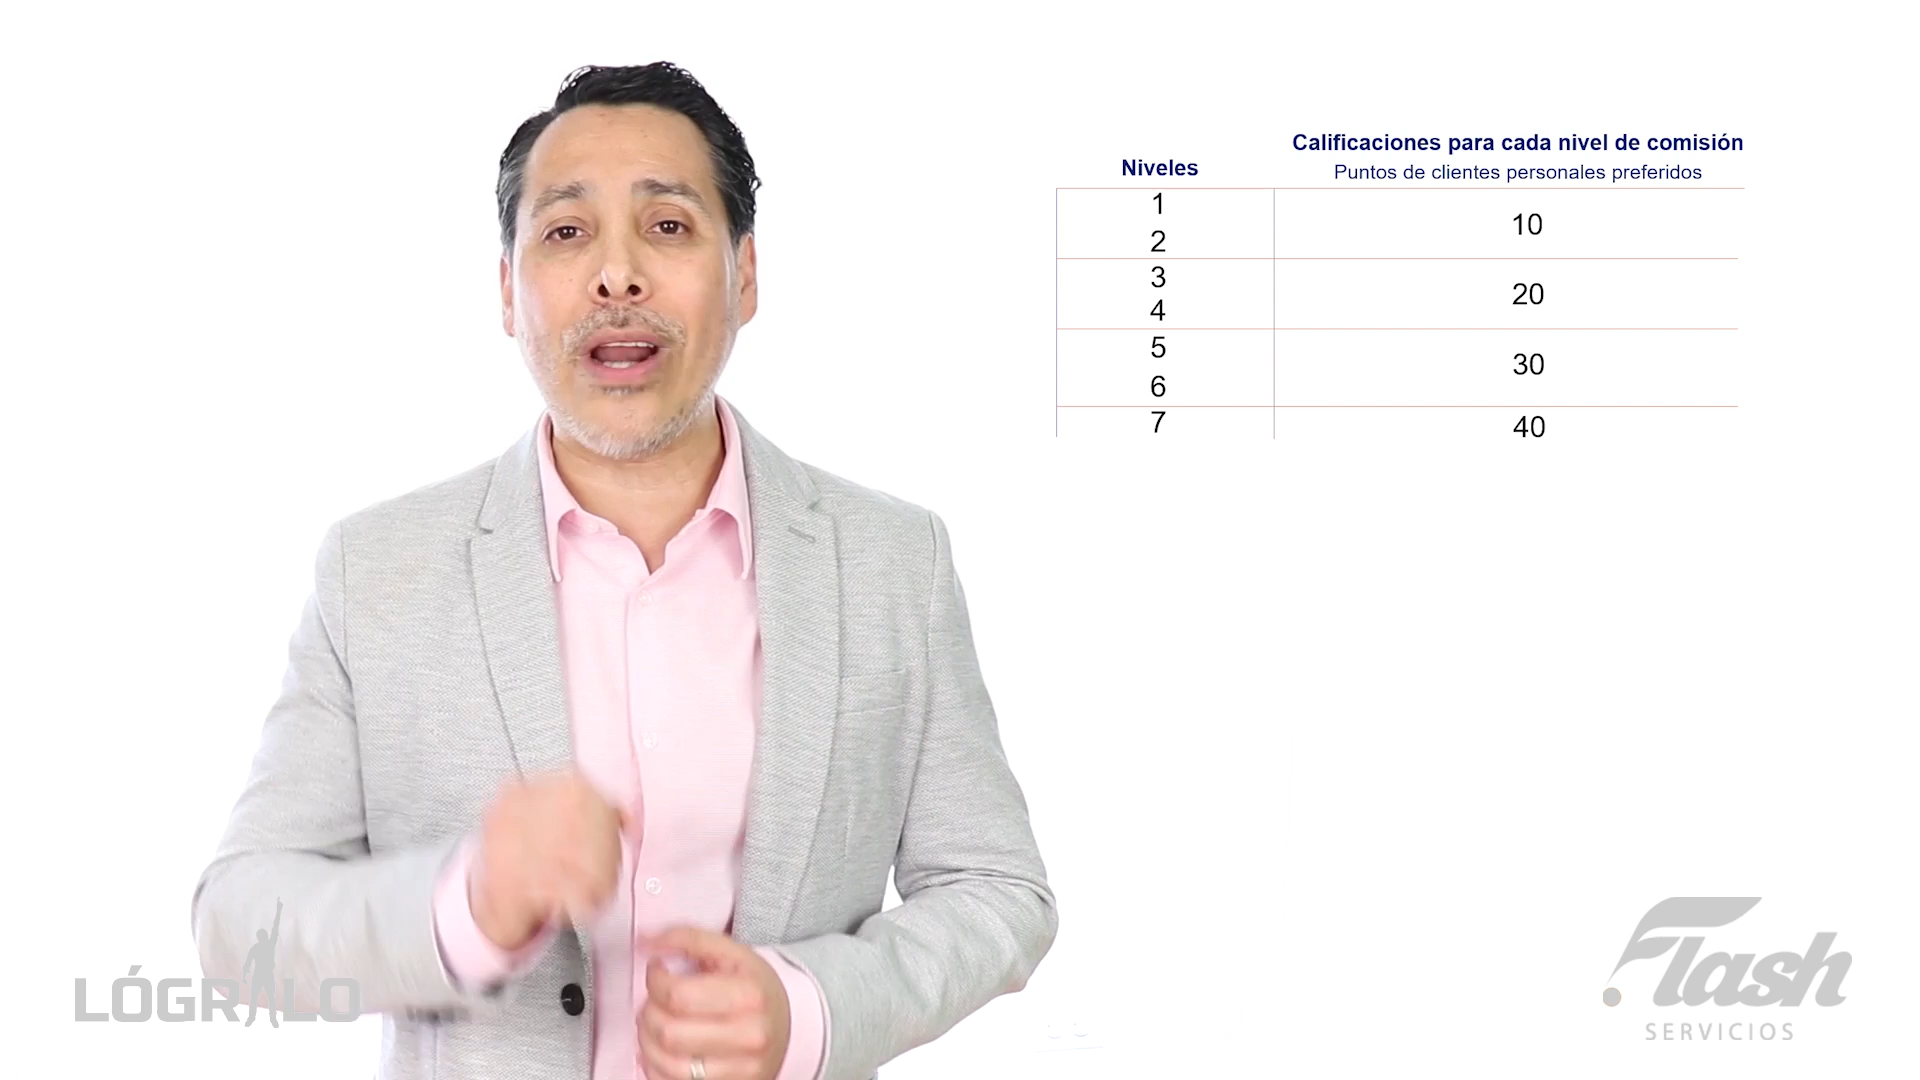 Calificaciones para cada nivel de comisión
Niveles
Puntos de clientes personales preferidos
1
2
10
3
4
20
5
6
30
7
40
LÓGRALO
Flash
SERVICIOS